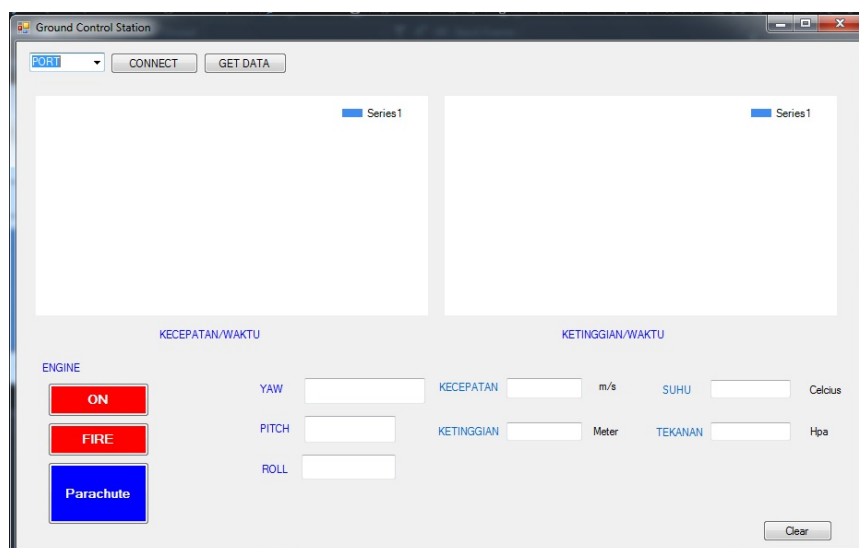 Ground Control Station
PORT CONNECT GET DATA
Series1 Series1
KECEPATAN/WAKTU KETINGGIAN/WAKTU
ENGINE
ON YAW KECEPATAN m/s SUHU Celcius
FIRE PITCH KETINGGIAN Meter TEKANAN Hpa
ROLL
Parachute
Clear